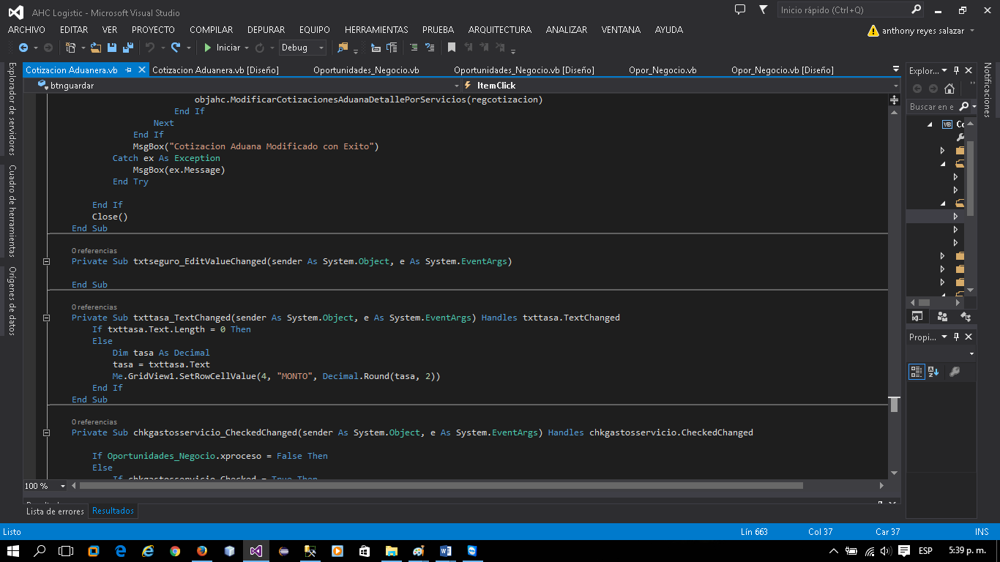 AHC Logistic - Microsoft Visual Studio
Inicio rápido (Ctrl+Q)
ARCHIVO EDITAR VER PROYECTO COMPILAR DEPURAR EQUIPO HERRAMIENTAS PRUEBA ARQUITECTURA ANALIZAR VENTANA AYUDA
anthony reyes salazar
Iniciar Debug
Cotizacion Aduanera.vb Cotizacion Aduanera.vb [Diseño] Oportunidades_Negocio.vb Oportunidades_Negocio.vb [Diseño] Opor_Negocio.vb Opor_Negocio.vb [Diseño]
btnguardar ItemClick
objahc.ModificarCotizacionesAduanaDetallePorServicios(regcotizacion)
End If
Next
End If
MsgBox("Cotizacion Aduana Modificado con Exito")
Catch ex As Exception
MsgBox(ex.Message)
End Try
End If
Close()
End Sub
0 referencias
Private Sub txtseguro_EditValueChanged(sender As System.Object, e As System.EventArgs)
End Sub
0 referencias
Private Sub txttasa_TextChanged(sender As System.Object, e As System.EventArgs) Handles txttasa.TextChanged
If txttasa.Text.Length = 0 Then
Else
Dim tasa As Decimal
tasa = txttasa.Text
Me.GridView1.SetRowCellValue(4, "MONTO", Decimal.Round(tasa, 2))
End If
End Sub
0 referencias
Private Sub chkgastosservicio_CheckedChanged(sender As System.Object, e As System.EventArgs) Handles chkgastosservicio.CheckedChanged
If Oportunidades_Negocio.xproceso = False Then
Else
If chkgastosservicio.Checked = True Then
100 %
Lista de errores Resultados
Explorador de servidores
Cuadro de herramientas
Orígenes de datos
Explor...
Buscar en e
VB Co
Propi...
Notificaciones
Listo Lín 663 Col 37 Car 37 INS
ESP 5:39 p. m.